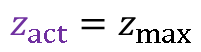 z_act = z_max